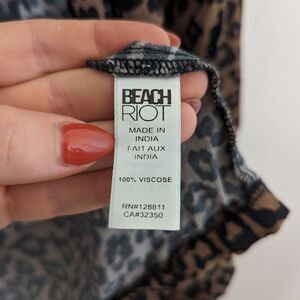 BEACH
RIOT
MADE IN
INDIA
FAIT AUX
INDIA
100% VISCOSE
RN#128811
CA#32350